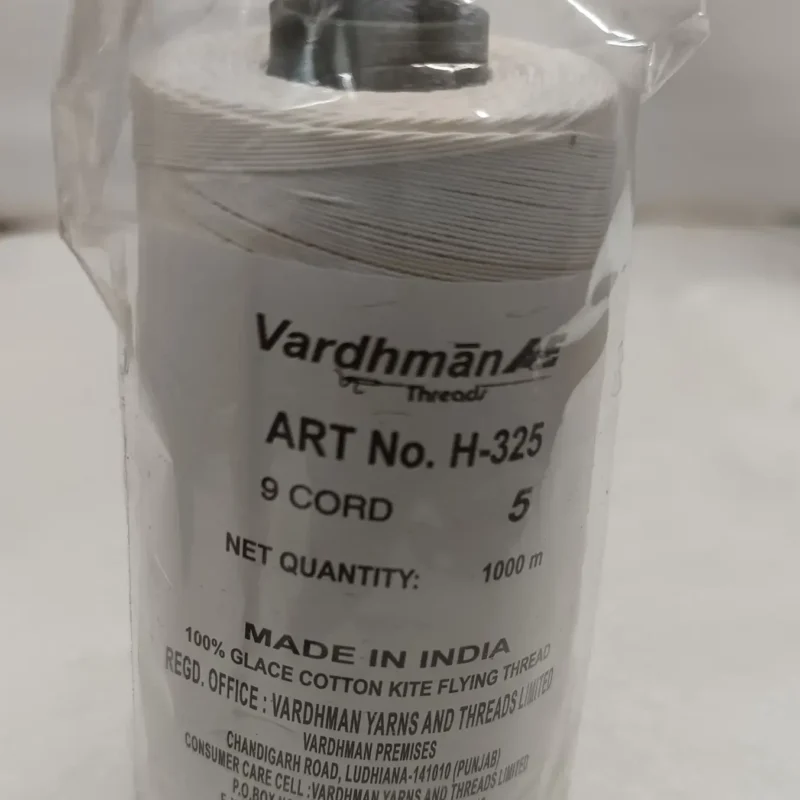 Vardhmān A&E
Threads
ART No. H-325
9 CORD 5
NET QUANTITY: 1000 m
MADE IN INDIA
100% GLACE COTTON KITE FLYING THREAD
REGD. OFFICE : VARDHMAN YARNS AND THREADS LIMITED
VARDHMAN PREMISES
CHANDIGARH ROAD, LUDHIANA-141010 (PUNJAB)
CONSUMER CARE CELL :VARDHMAN YARNS AND THREADS LIMITED
P.O.BOX